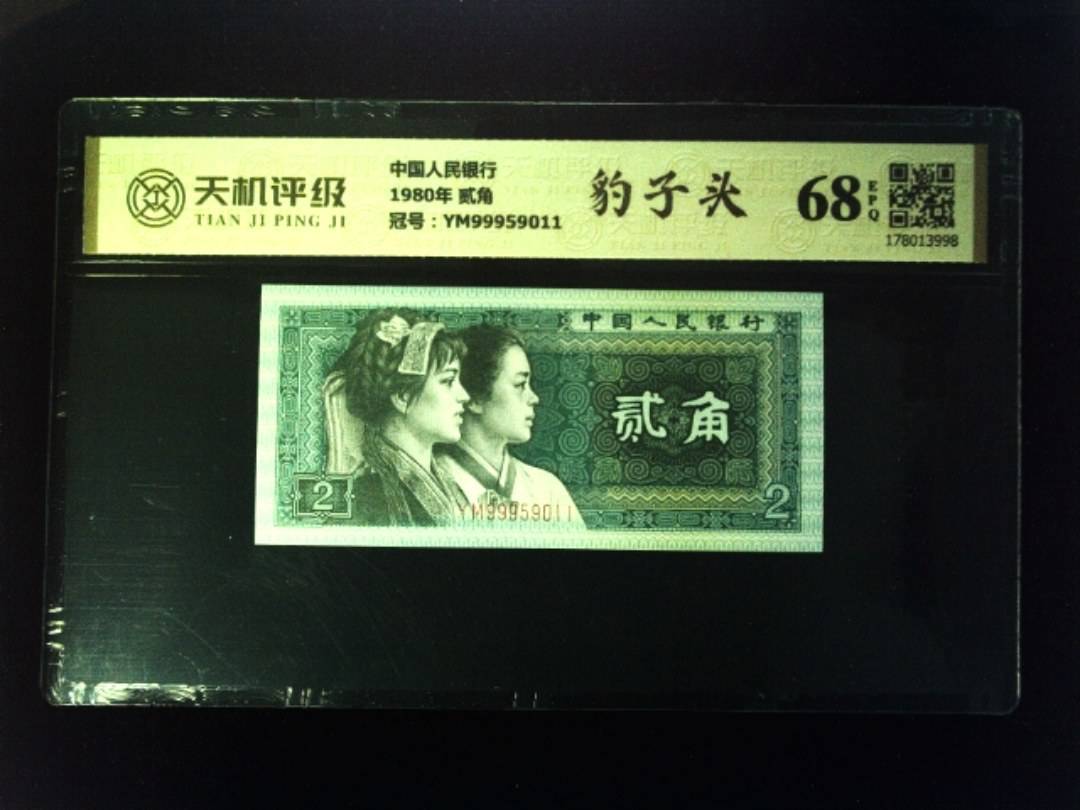 天机评级
TIAN JI PING JI
中国人民银行
1980年 贰角
冠号：YM99959011
豹子头
68
EPQ
178013998
中国人民银行
贰角
2
YM99959011
2